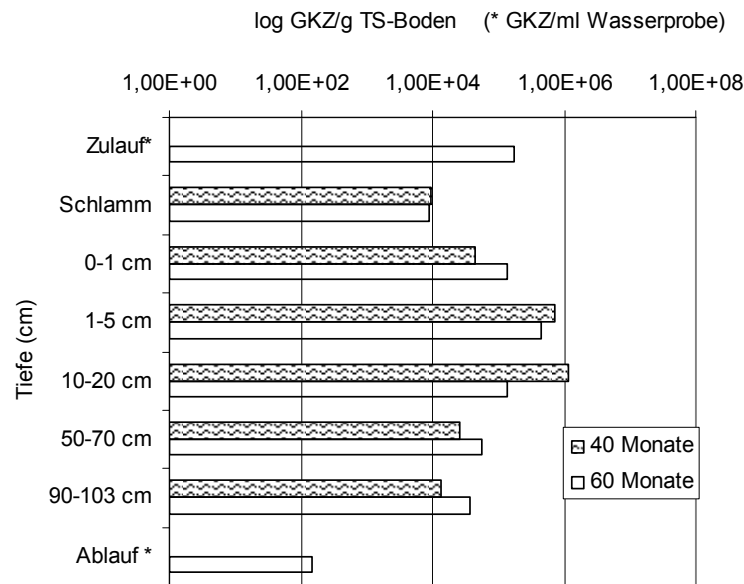 log GKZ/g TS-Boden (* GKZ/ml Wasserprobe)
1,00E+00 1,00E+02 1,00E+04 1,00E+06 1,00E+08
Tiefe (cm)
Zulauf*
Schlamm
0-1 cm
1-5 cm
10-20 cm
50-70 cm
90-103 cm
Ablauf *
40 Monate
60 Monate